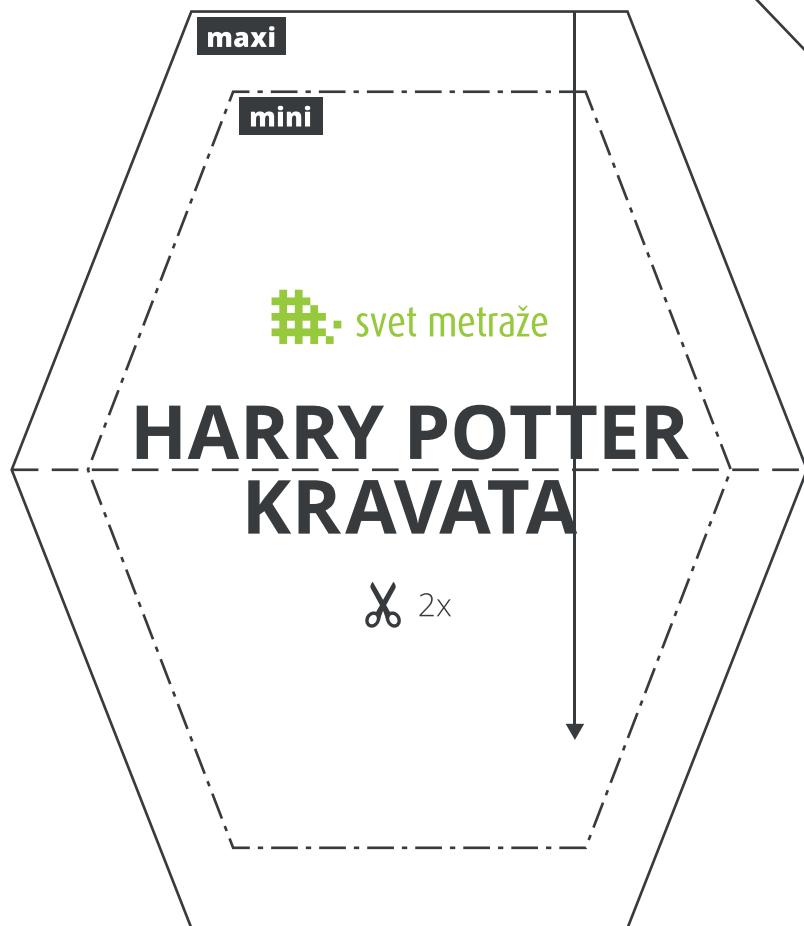 maxi
mini
svet metraže
HARRY POTTER
KRAVATA
2x